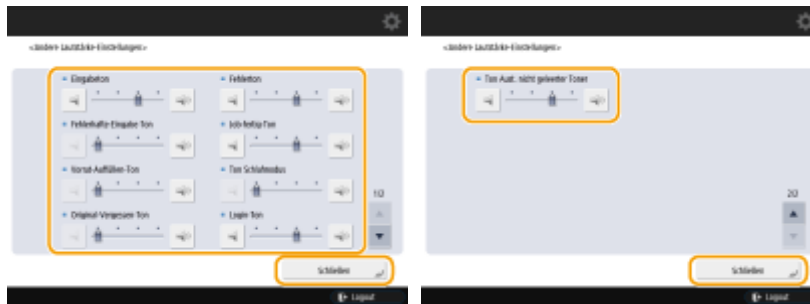 <Andere Lautstärke-Einstellungen>
Eingabeton
Fehlerton
Fehlerhafte-Eingabe-Ton
Job-fertig-Ton
Vorrat-Auffüllen-Ton
Ton Schlafmodus
Original-Vergessen-Ton
Login-Ton
1/2
Schließen
Logout
<Andere Lautstärke-Einstellungen>
Ton Aust. nicht geleerter Toner
2/2
Schließen
Logout